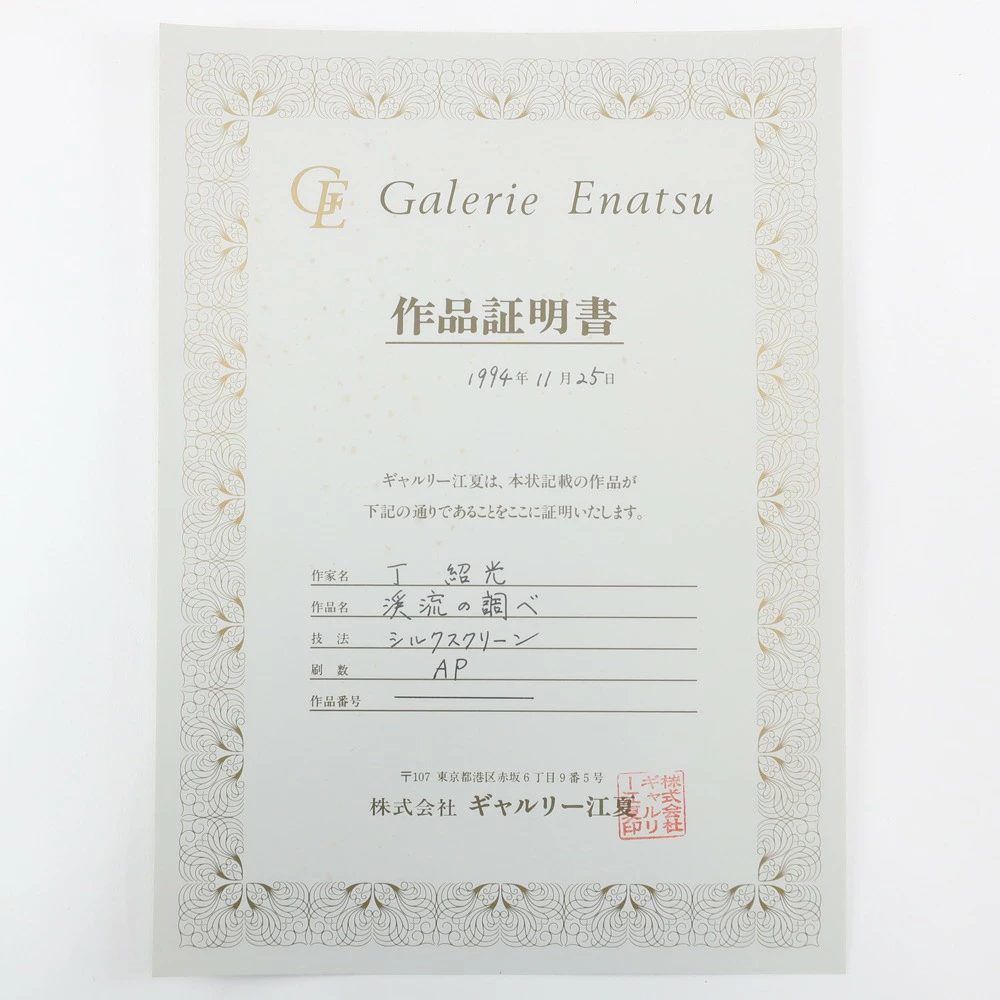 GE Galerie Enatsu
作品証明書
1994年11月25日
ギャルリー江夏は、本状記載の作品が
下記の通りであることをここに証明いたします。
作家名 丁 紹光
作品名 渓流の調べ
技法 シルクスクリーン
刷数 AP
作品番号
〒107 東京都港区赤坂6丁目9番5号
株式会社 ギャルリー江夏
株式会社
ギャルリ
ー江夏印